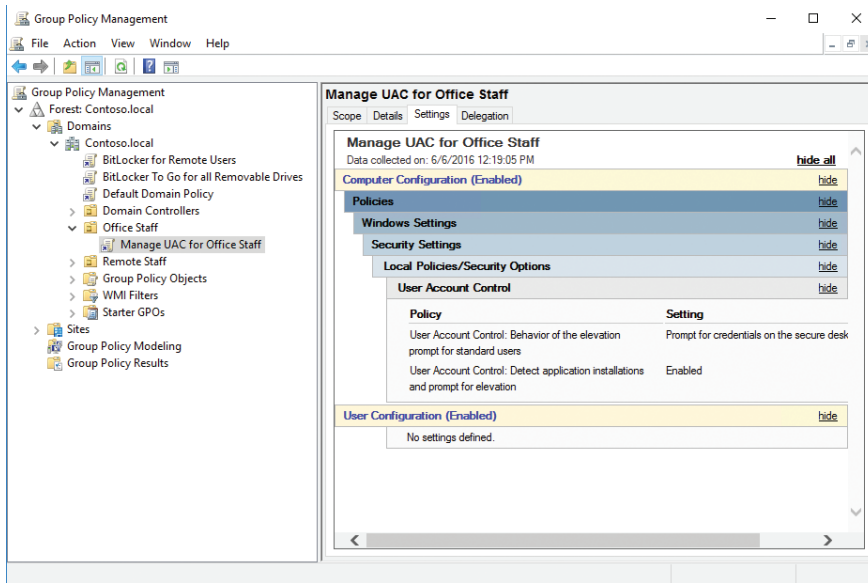 Group Policy Management
File Action View Window Help
Group Policy Management
Forest: Contoso.local
Domains
Contoso.local
BitLocker for Remote Users
BitLocker To Go for all Removable Drives
Default Domain Policy
Domain Controllers
Office Staff
Manage UAC for Office Staff
Remote Staff
Group Policy Objects
WMI Filters
Starter GPOs
Sites
Group Policy Modeling
Group Policy Results
Manage UAC for Office Staff
Scope Details Settings Delegation
Manage UAC for Office Staff
Data collected on: 6/6/2016 12:19:05 PM hide all
Computer Configuration (Enabled) hide
Policies hide
Windows Settings hide
Security Settings hide
Local Policies/Security Options hide
User Account Control hide
Policy Setting
User Account Control: Behavior of the elevation Prompt for credentials on the secure desk
prompt for standard users
User Account Control: Detect application installations Enabled
and prompt for elevation
User Configuration (Enabled) hide
No settings defined.